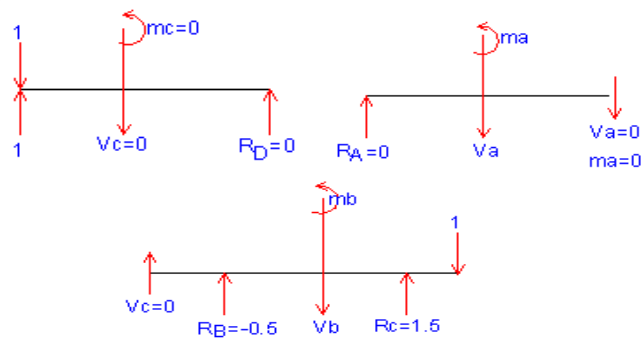 1
mc=0
1
Vc=0
RD=0
ma
RA=0
Va
Va=0
ma=0
mb
1
Vc=0
RB=-0.5
Vb
Rc=1.5